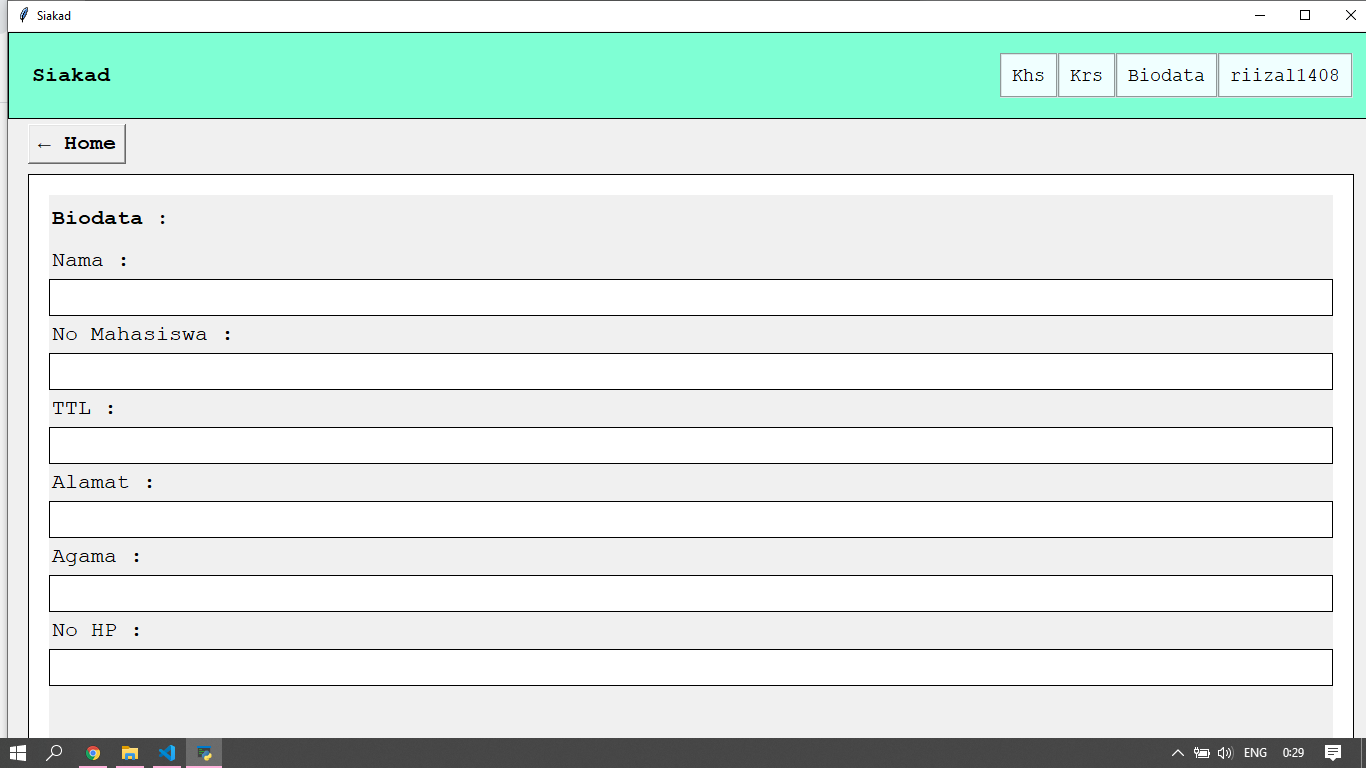 Siakad
Siakad
Khs Krs Biodata riizal1408
← Home
Biodata :
Nama :
No Mahasiswa :
TTL :
Alamat :
Agama :
No HP :
ENG 0:29